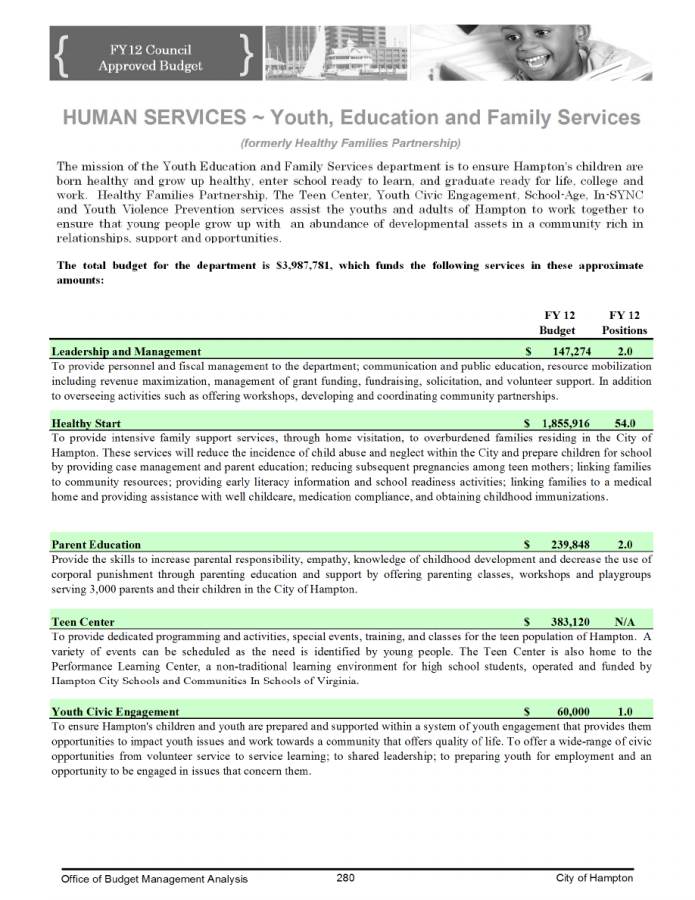 FY12 Council
Approved Budget
HUMAN SERVICES ~ Youth, Education and Family Services
(formerly Healthy Families Partnership)
The mission of the Youth Education and Family Services department is to ensure Hampton's children are
born healthy and grow up healthy, enter school ready to learn, and graduate ready for life, college and
work. Healthy Families Partnership, The Teen Center, Youth Civic Engagement, School-Age, In-SYNC
and Youth Violence Prevention services assist the youths and adults of Hampton to work together to
ensure that young people grow up with an abundance of developmental assets in a community rich in
relationships, support and opportunities.
The total budget for the department is $3,987,781, which funds the following services in these approximate
amounts:
FY 12 FY 12
Budget Positions
Leadership and Management $ 147,274 2.0
To provide personnel and fiscal management to the department; communication and public education, resource mobilization
including revenue maximization, management of grant funding, fundraising, solicitation, and volunteer support. In addition
to overseeing activities such as offering workshops, developing and coordinating community partnerships.
Healthy Start $ 1,855,916 54.0
To provide intensive family support services, through home visitation, to overburdened families residing in the City of
Hampton. These services will reduce the incidence of child abuse and neglect within the City and prepare children for school
by providing case management and parent education; reducing subsequent pregnancies among teen mothers; linking families
to community resources; providing early literacy information and school readiness activities; linking families to a medical
home and providing assistance with well childcare, medication compliance, and obtaining childhood immunizations.
Parent Education $ 239,848 2.0
Provide the skills to increase parental responsibility, empathy, knowledge of childhood development and decrease the use of
corporal punishment through parenting education and support by offering parenting classes, workshops and playgroups
serving 3,000 parents and their children in the City of Hampton.
Teen Center $ 383,120 N/A
To provide dedicated programming and activities, special events, training, and classes for the teen population of Hampton. A
variety of events can be scheduled as the need is identified by young people. The Teen Center is also home to the
Performance Learning Center, a non-traditional learning environment for high school students, operated and funded by
Hampton City Schools and Communities In Schools of Virginia.
Youth Civic Engagement $ 60,000 1.0
To ensure Hampton's children and youth are prepared and supported within a system of youth engagement that provides them
opportunities to impact youth issues and work towards a community that offers quality of life. To offer a wide-range of civic
opportunities from volunteer service to service learning; to shared leadership; to preparing youth for employment and an
opportunity to be engaged in issues that concern them.
Office of Budget Management Analysis 280 City of Hampton